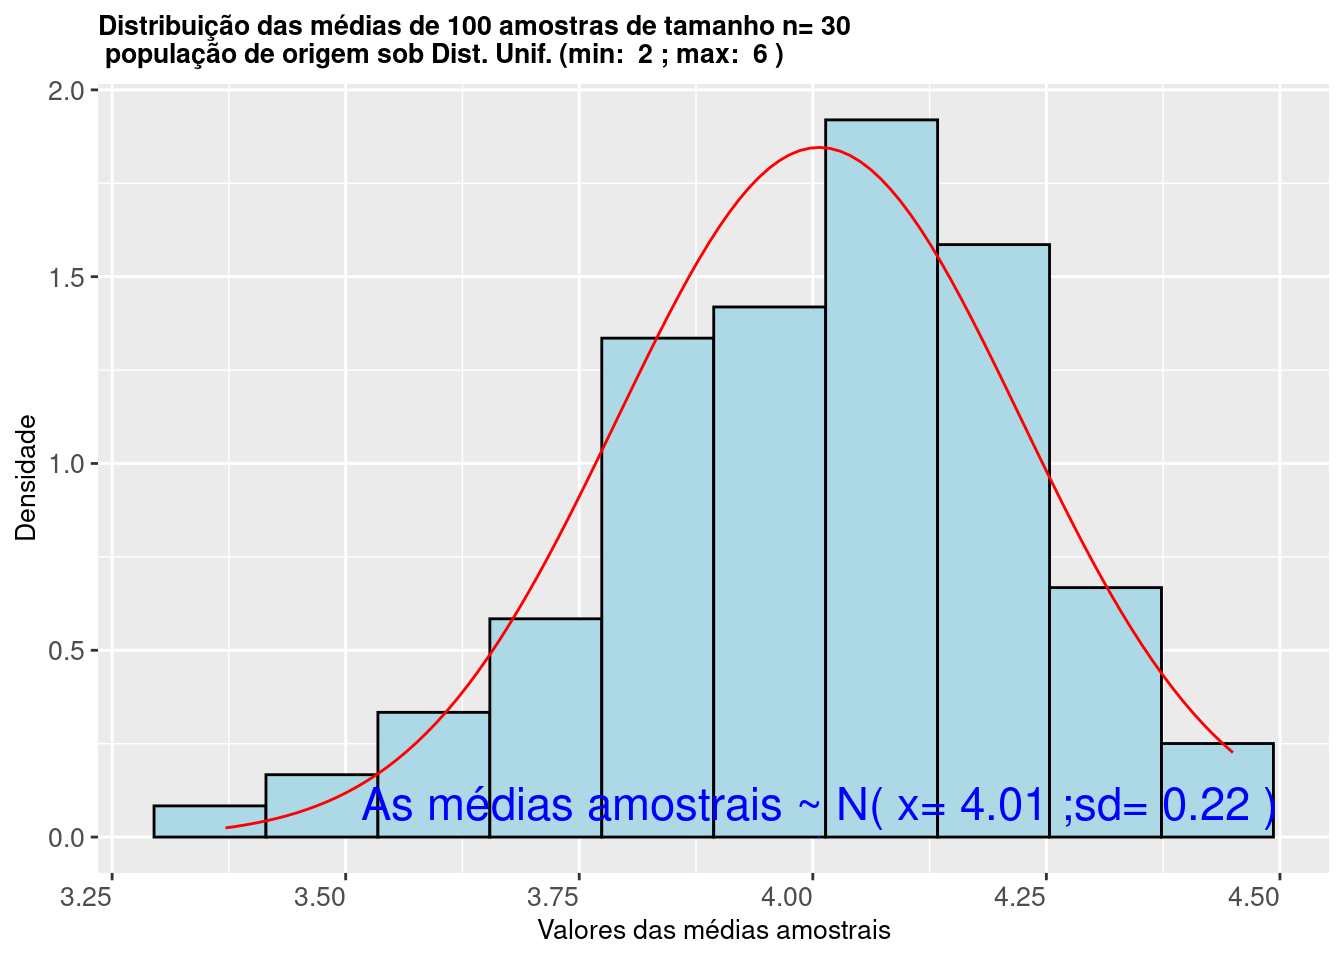 Distribuição das médias de 100 amostras de tamanho n= 30
população de origem sob Dist. Unif. (min:  2 ; max:  6 )
2.0
1.5
1.0
0.5
0.0
Densidade
As médias amostrais ~ N( x= 4.01 ;sd= 0.22 )
3.25 3.50 3.75 4.00 4.25 4.50
Valores das médias amostrais